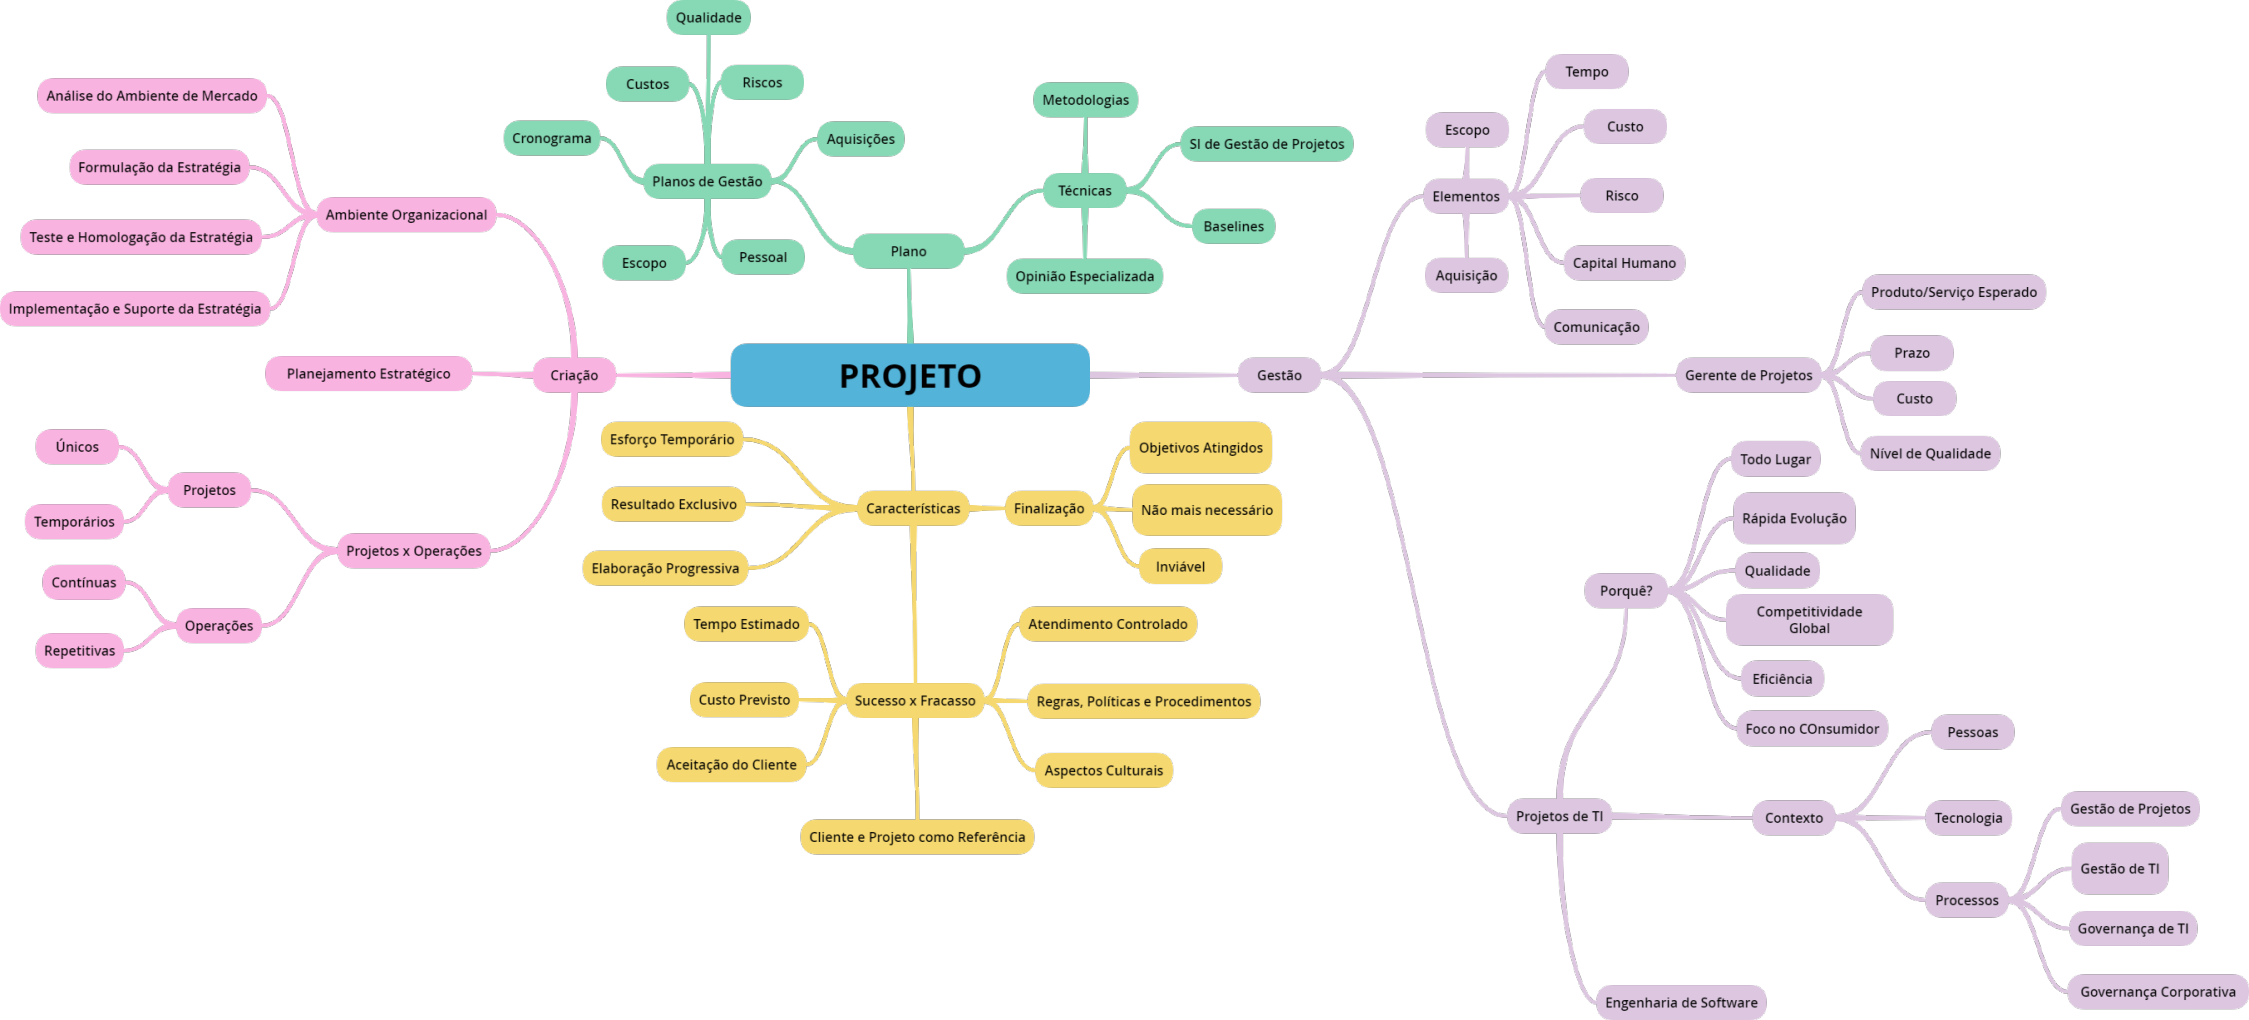 PROJETO
Plano
Planos de Gestão
Qualidade
Custos
Riscos
Cronograma
Aquisições
Escopo
Pessoal
Técnicas
Metodologias
SI de Gestão de Projetos
Baselines
Opinião Especializada
Criação
Ambiente Organizacional
Análise do Ambiente de Mercado
Formulação da Estratégia
Teste e Homologação da Estratégia
Implementação e Suporte da Estratégia
Planejamento Estratégico
Projetos x Operações
Projetos
Únicos
Temporários
Operações
Contínuas
Repetitivas
Características
Esforço Temporário
Resultado Exclusivo
Elaboração Progressiva
Finalização
Objetivos Atingidos
Não mais necessário
Inviável
Sucesso x Fracasso
Tempo Estimado
Custo Previsto
Aceitação do Cliente
Atendimento Controlado
Regras, Políticas e Procedimentos
Aspectos Culturais
Cliente e Projeto como Referência
Gestão
Elementos
Escopo
Tempo
Custo
Risco
Capital Humano
Comunicação
Aquisição
Gerente de Projetos
Produto/Serviço Esperado
Prazo
Custo
Nível de Qualidade
Projetos de TI
Porquê?
Todo Lugar
Rápida Evolução
Qualidade
Competitividade
Global
Eficiência
Foco no COnsumidor
Contexto
Pessoas
Tecnologia
Processos
Gestão de Projetos
Gestão de TI
Governança de TI
Governança Corporativa
Engenharia de Software